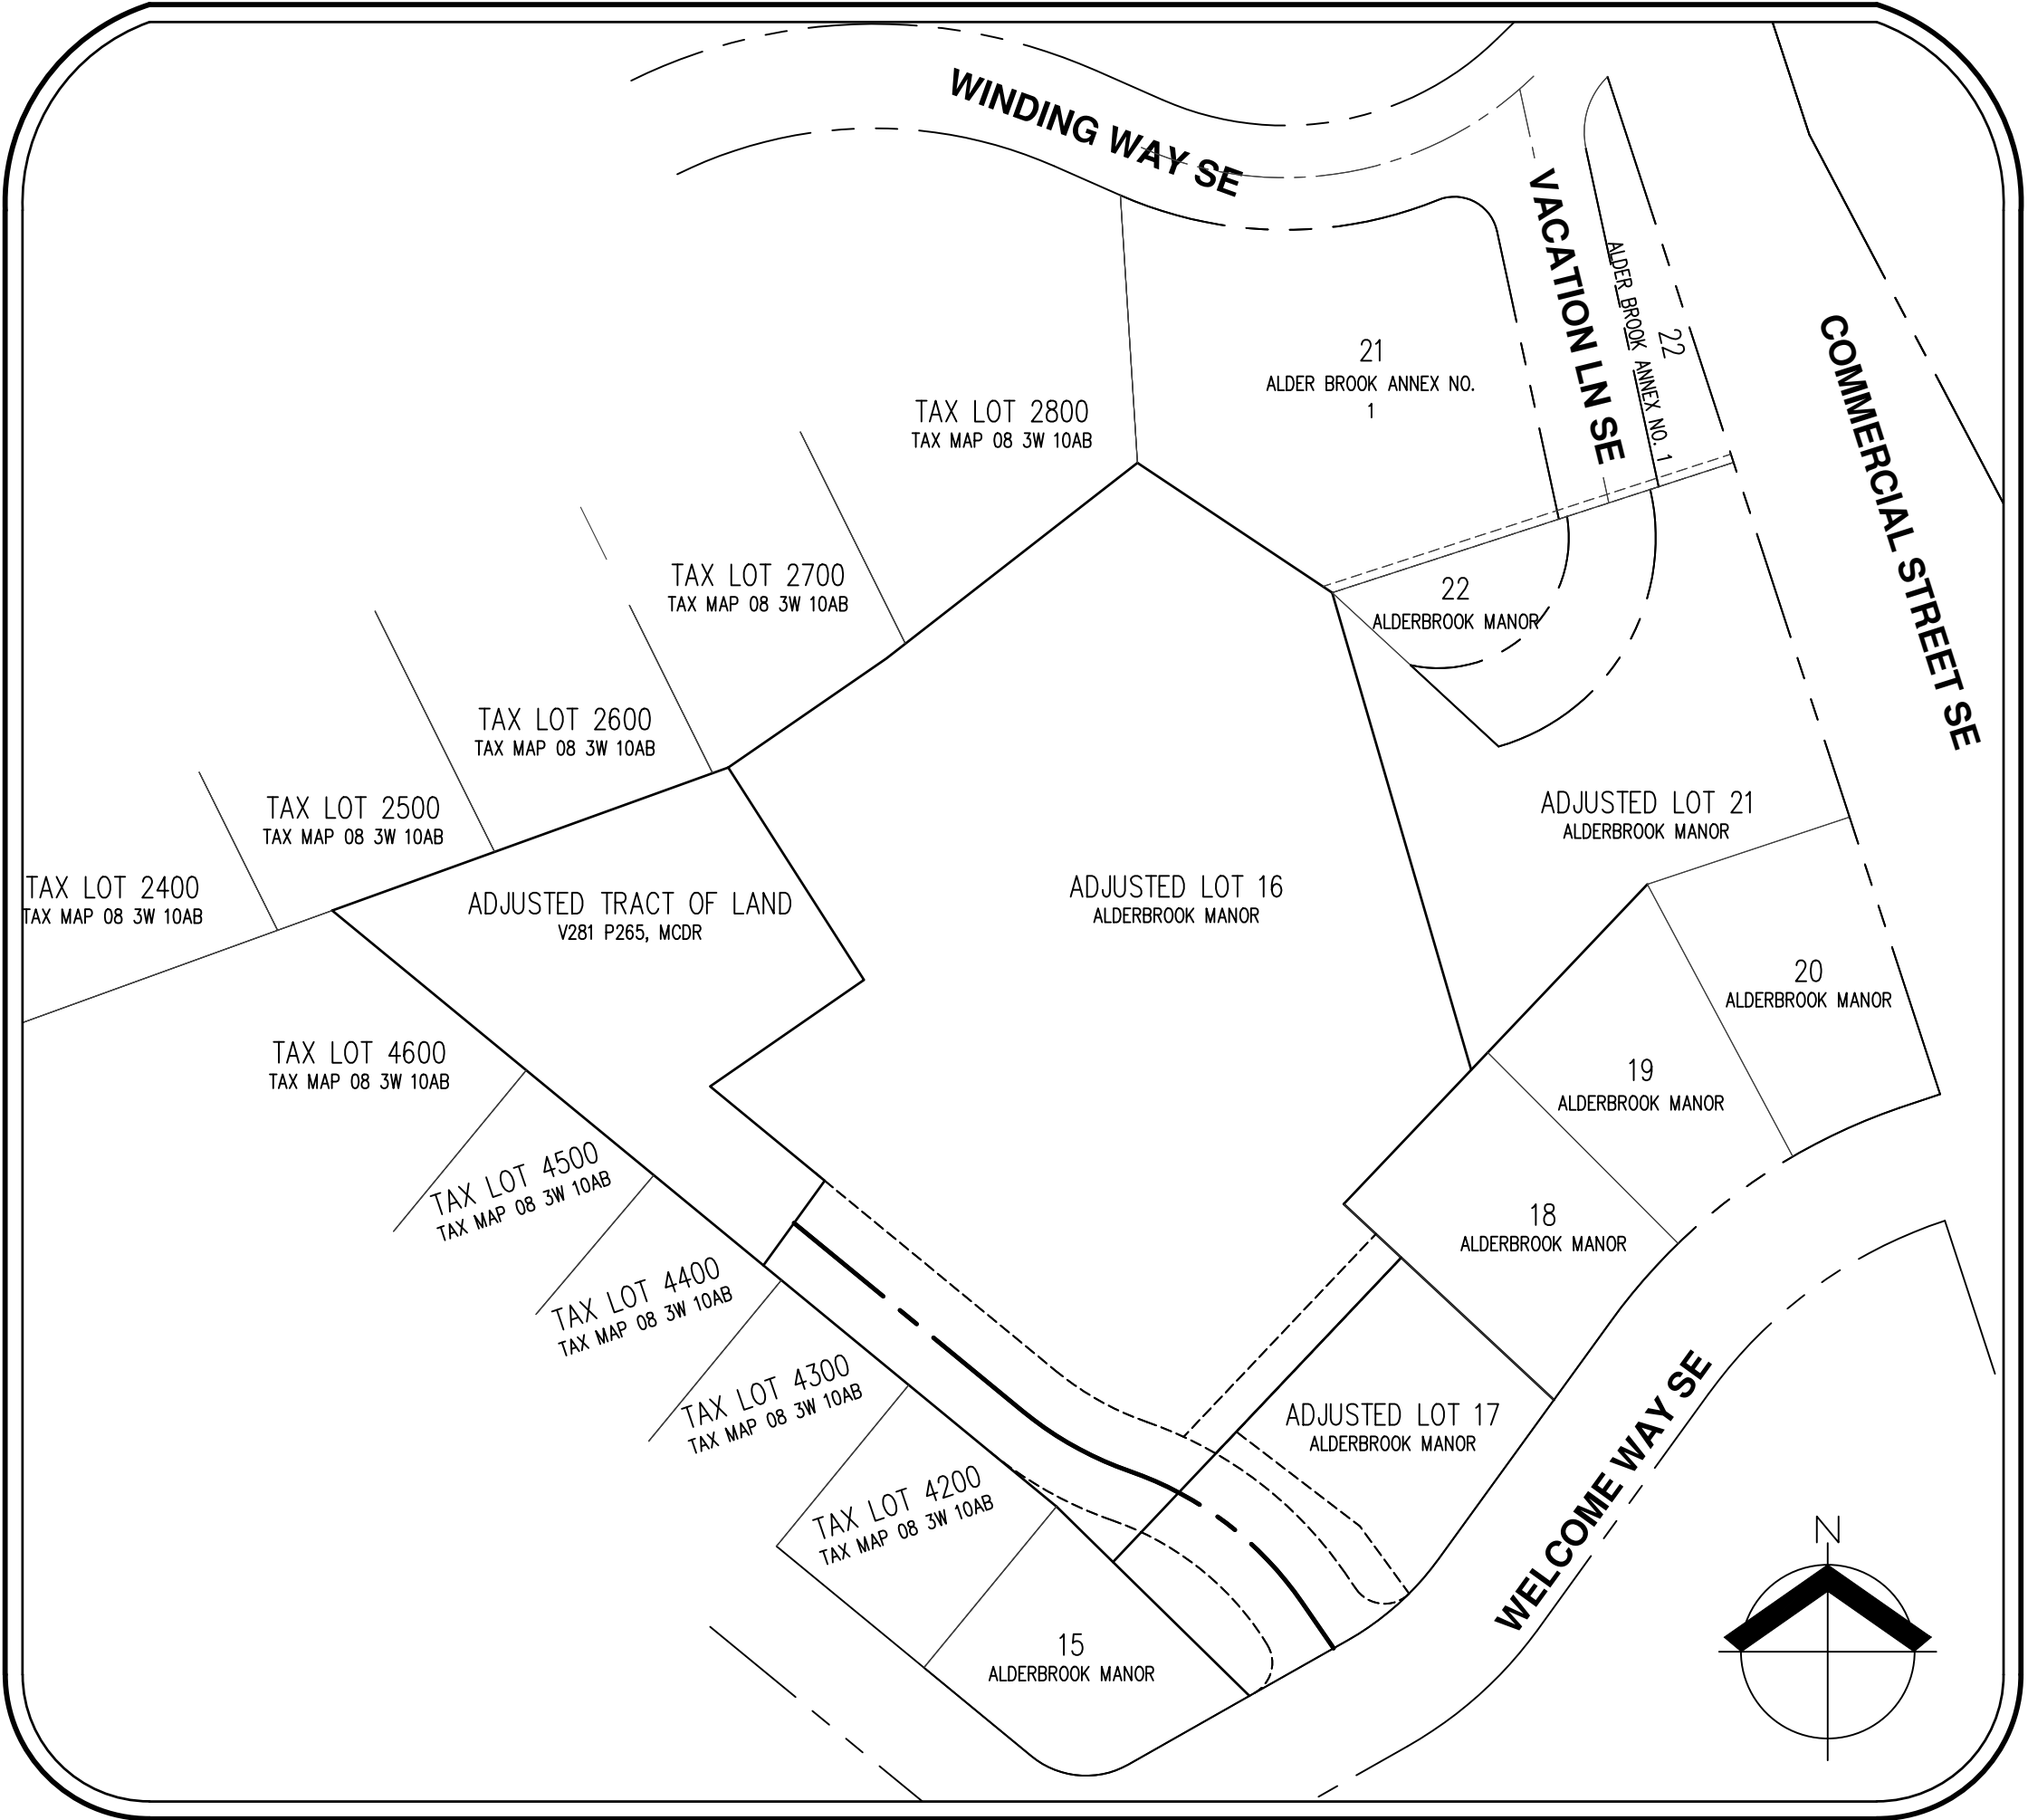 WINDING WAY SE
VACATION LN SE
22
ALDER BROOK ANNEX NO. 1
COMMERCIAL STREET SE
21
ALDER BROOK ANNEX NO.
1
TAX LOT 2800
TAX MAP 08 3W 10AB
TAX LOT 2700
TAX MAP 08 3W 10AB
22
ALDERBROOK MANOR
TAX LOT 2600
TAX MAP 08 3W 10AB
TAX LOT 2500
TAX MAP 08 3W 10AB
ADJUSTED LOT 21
ALDERBROOK MANOR
TAX LOT 2400
TAX MAP 08 3W 10AB
ADJUSTED TRACT OF LAND
V281 P265, MCDR
ADJUSTED LOT 16
ALDERBROOK MANOR
20
ALDERBROOK MANOR
TAX LOT 4600
TAX MAP 08 3W 10AB
19
ALDERBROOK MANOR
TAX LOT 4500
TAX MAP 08 3W 10AB
18
ALDERBROOK MANOR
TAX LOT 4400
TAX MAP 08 3W 10AB
TAX LOT 4300
TAX MAP 08 3W 10AB
ADJUSTED LOT 17
ALDERBROOK MANOR
WELCOME WAY SE
TAX LOT 4200
TAX MAP 08 3W 10AB
N
15
ALDERBROOK MANOR